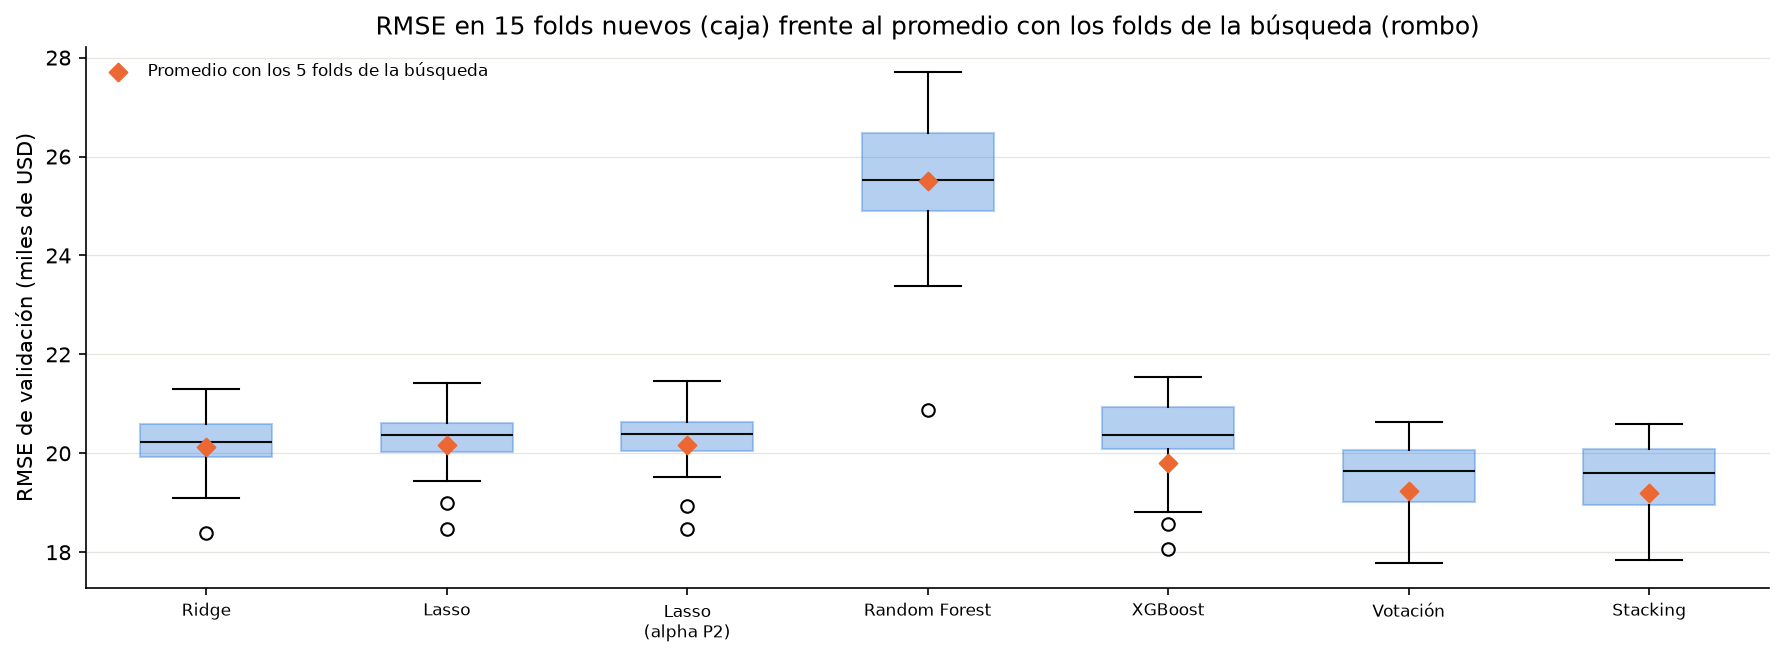 RMSE en 15 folds nuevos (caja) frente al promedio con los folds de la búsqueda (rombo)
Promedio con los 5 folds de la búsqueda
RMSE de validación (miles de USD)
28
26
24
22
20
18
Ridge
Lasso
Lasso
(alpha P2)
Random Forest
XGBoost
Votación
Stacking